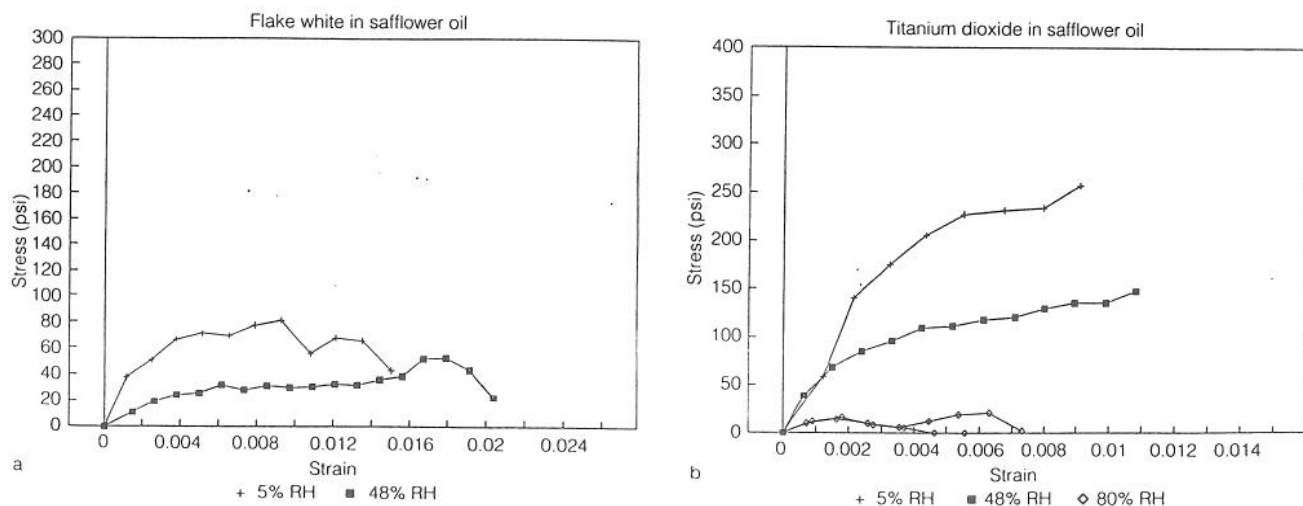 Flake white in safflower oil
300
280
260
240
220
200
180
160
140
120
100
80
60
40
20
0
Stress (psi)
0 0.004 0.008 0.012 0.016 0.02 0.024
Strain
a
+ 5% RH ■ 48% RH
Titanium dioxide in safflower oil
400
350
300
250
200
150
100
50
0
Stress (psi)
0 0.002 0.004 0.006 0.008 0.01 0.012 0.014
Strain
b
+ 5% RH ■ 48% RH ◇ 80% RH